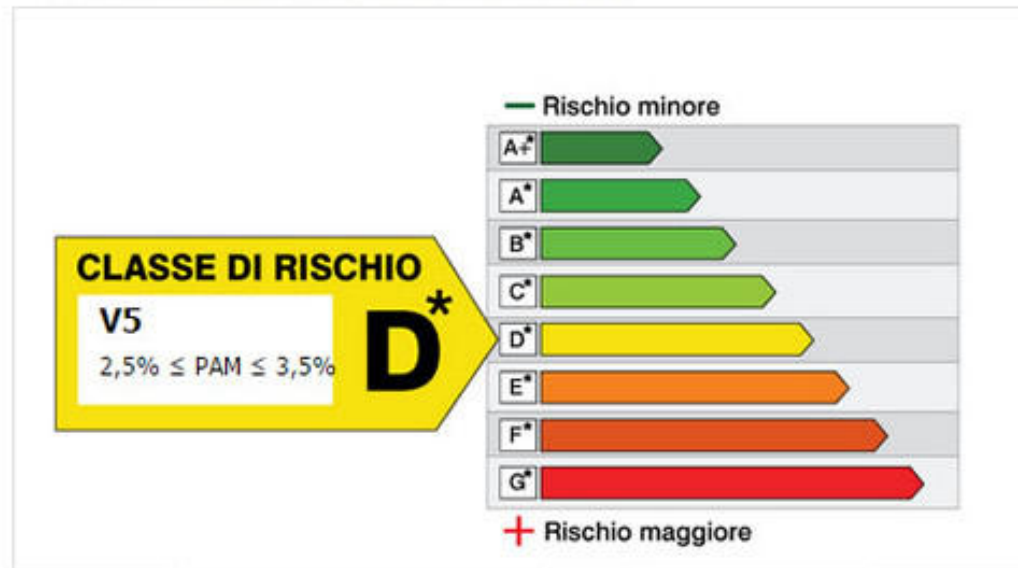 − Rischio minore
A+*
A*
B*
CLASSE DI RISCHIO
V5
2,5% ≤ PAM ≤ 3,5%
D*
C*
D*
E*
F*
G*
+ Rischio maggiore